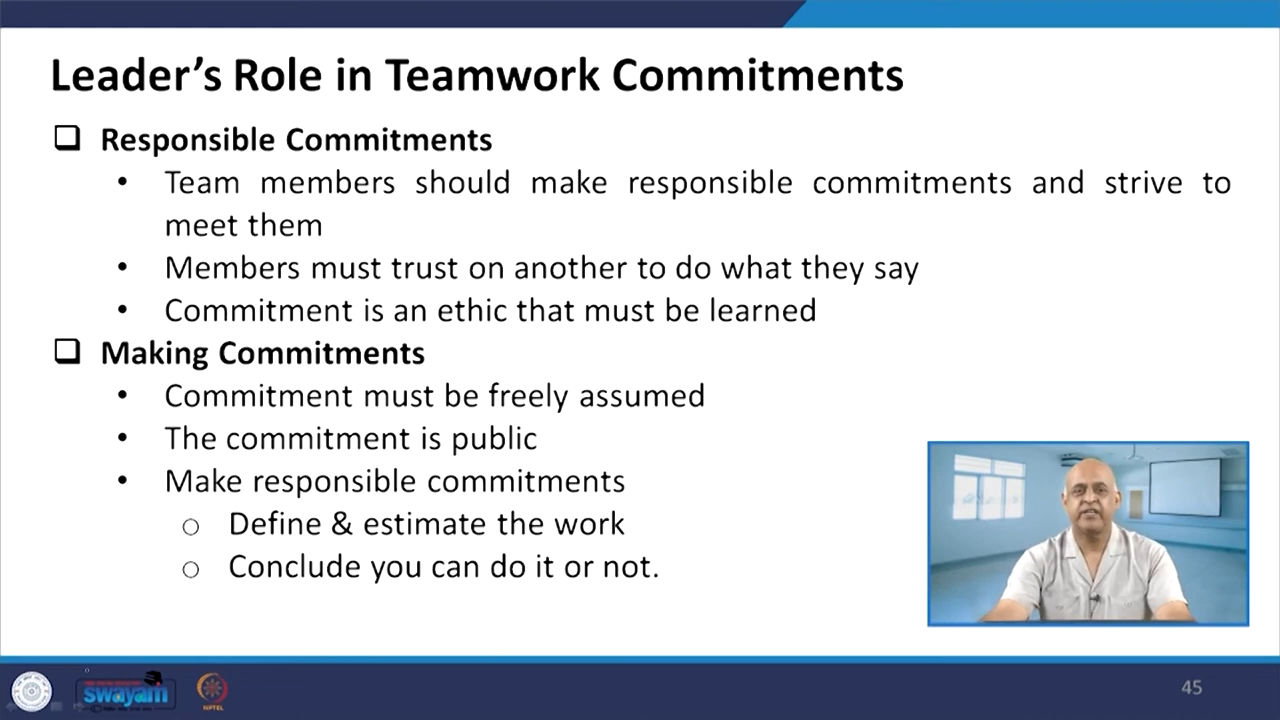 Leader's Role in Teamwork Commitments
Responsible Commitments
• Team members should make responsible commitments and strive to
meet them
• Members must trust on another to do what they say
• Commitment is an ethic that must be learned
Making Commitments
• Commitment must be freely assumed
• The commitment is public
• Make responsible commitments
o Define & estimate the work
o Conclude you can do it or not.
swayam
NPTEL
45